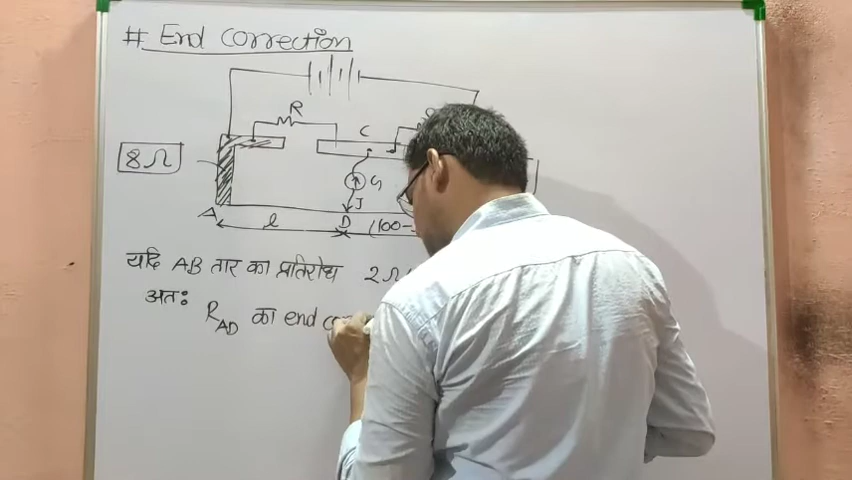 # End correction
R
C
8Ω
G
J
A
l
D
(100-
यदि AB तार का प्रतिरोध 2Ω
अतः R_AD का end